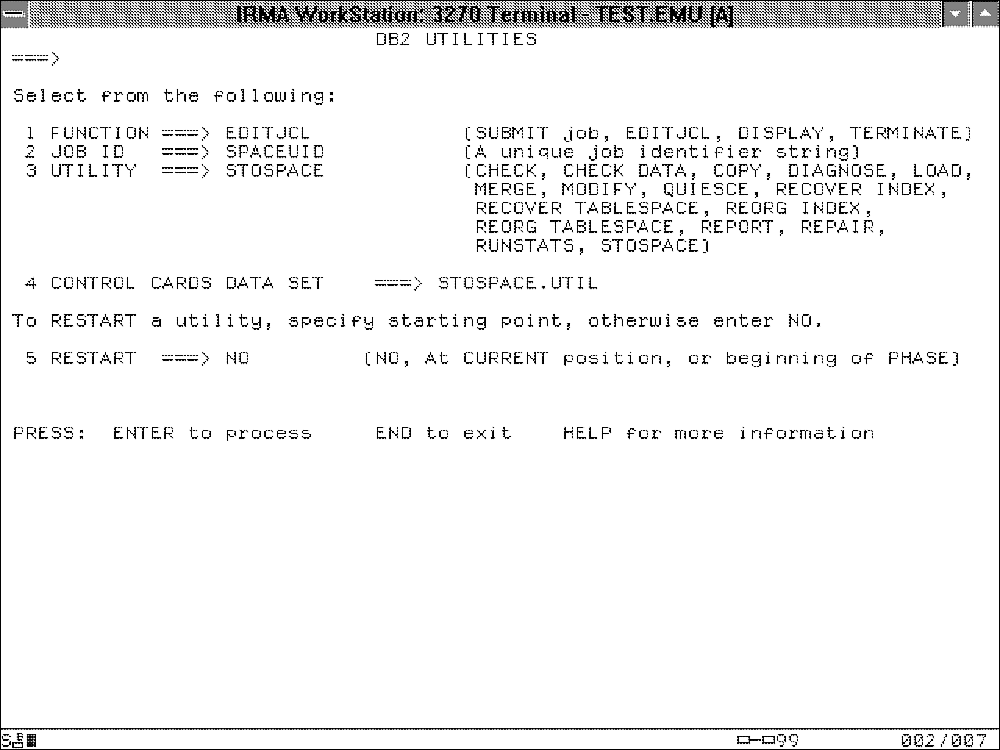 IRMA WorkStation: 3270 Terminal - TEST.EMU [A]
DB2 UTILITIES
===>
Select from the following:
1 FUNCTION ===> EDITJCL (SUBMIT job, EDITJCL, DISPLAY, TERMINATE)
2 JOB ID ===> SPACEUID (A unique job identifier string)
3 UTILITY ===> STOSPACE (CHECK, CHECK DATA, COPY, DIAGNOSE, LOAD,
MERGE, MODIFY, QUIESCE, RECOVER INDEX,
RECOVER TABLESPACE, REORG INDEX,
REORG TABLESPACE, REPORT, REPAIR,
RUNSTATS, STOSPACE)
4 CONTROL CARDS DATA SET ===> STOSPACE.UTIL
To RESTART a utility, specify starting point, otherwise enter NO.
5 RESTART ===> NO (NO, At CURRENT position, or beginning of PHASE)
PRESS: ENTER to process END to exit HELP for more information
99 002/007